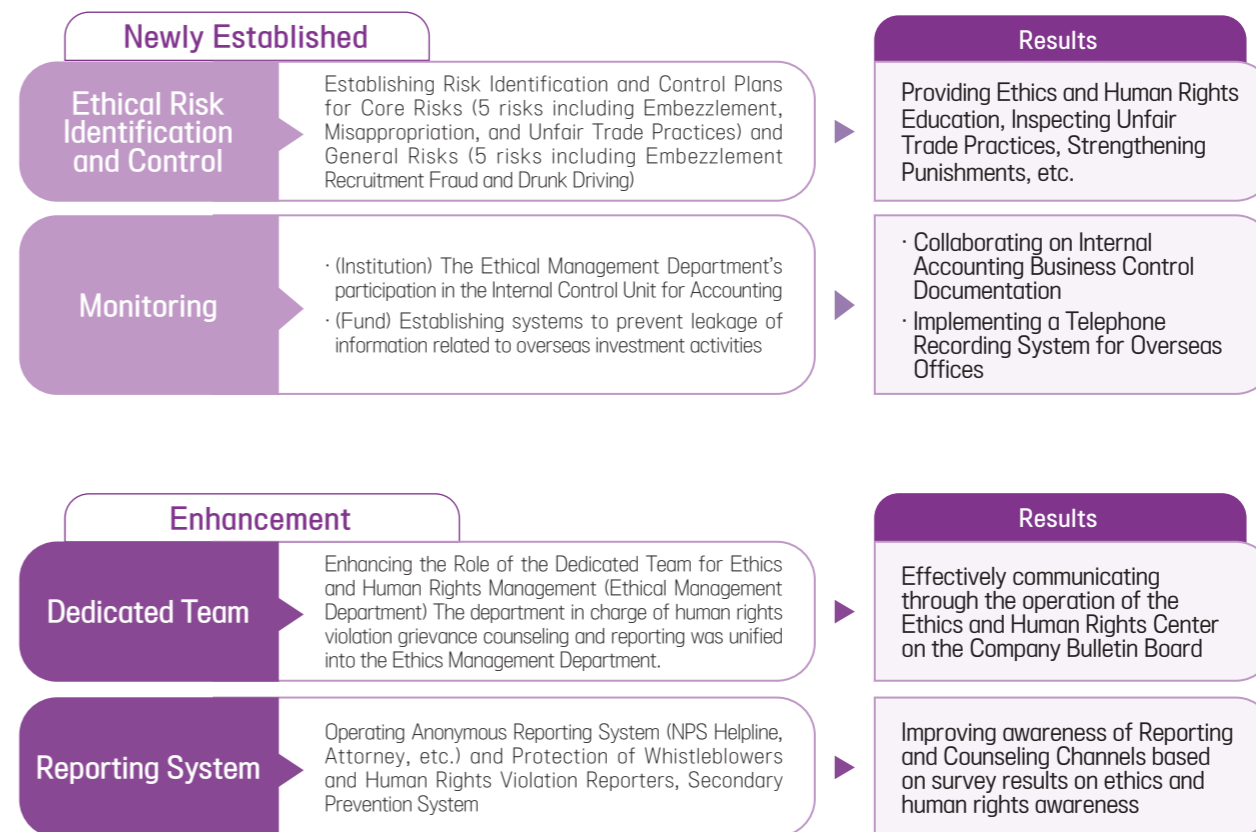 Newly Established
Results
Ethical Risk
Identification
and Control
Establishing Risk Identification and Control Plans
for Core Risks (5 risks including Embezzlement,
Misappropriation, and Unfair Trade Practices) and
General Risks (5 risks including Embezzlement
Recruitment Fraud and Drunk Driving)
Providing Ethics and Human Rights
Education, Inspecting Unfair
Trade Practices, Strengthening
Punishments, etc.
Monitoring
· (Institution) The Ethical Management Department’s
participation in the Internal Control Unit for Accounting
· (Fund) Establishing systems to prevent leakage of
information related to overseas investment activities
· Collaborating on Internal
Accounting Business Control
Documentation
· Implementing a Telephone
Recording System for Overseas
Offices
Enhancement
Results
Dedicated Team
Enhancing the Role of the Dedicated Team for Ethics
and Human Rights Management (Ethical Management
Department) The department in charge of human rights
violation grievance counseling and reporting was unified
into the Ethics Management Department.
Effectively communicating
through the operation of the
Ethics and Human Rights Center
on the Company Bulletin Board
Reporting System
Operating Anonymous Reporting System (NPS Helpline,
Attorney, etc.) and Protection of Whistleblowers
and Human Rights Violation Reporters, Secondary
Prevention System
Improving awareness of Reporting
and Counseling Channels based
on survey results on ethics and
human rights awareness